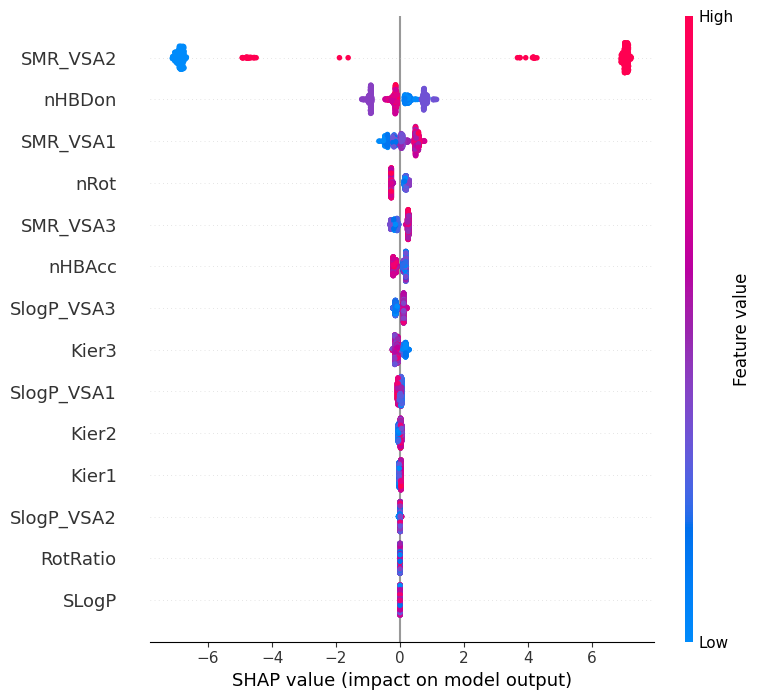 High
SMR_VSA2
nHBDon
SMR_VSA1
nRot
SMR_VSA3
nHBAcc
SlogP_VSA3
Kier3
SlogP_VSA1
Kier2
Kier1
SlogP_VSA2
RotRatio
SLogP
Feature value
Low
−6 −4 −2 0 2 4 6
SHAP value (impact on model output)